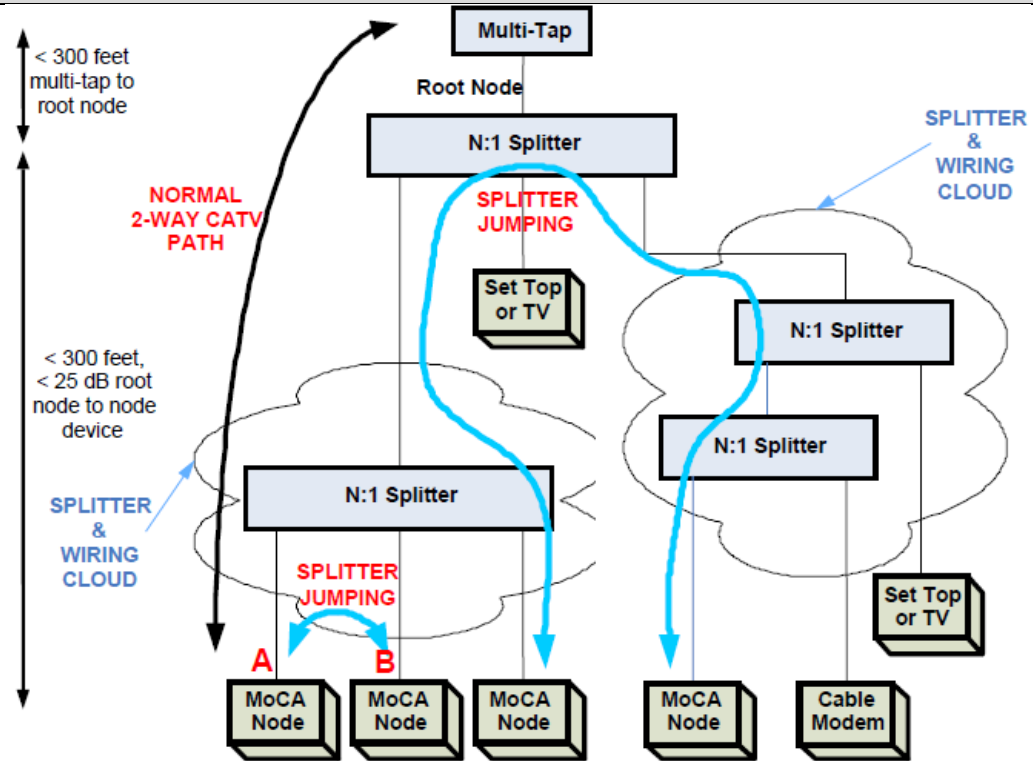 Multi-Tap
< 300 feet
multi-tap to
root node
Root Node
N:1 Splitter
SPLITTER
&
WIRING
CLOUD
NORMAL
2-WAY CATV
PATH
SPLITTER
JUMPING
Set Top
or TV
N:1 Splitter
< 300 feet,
< 25 dB root
node to node
device
N:1 Splitter
N:1 Splitter
SPLITTER
&
WIRING
CLOUD
SPLITTER
JUMPING
Set Top
or TV
A
B
MoCA
Node
MoCA
Node
MoCA
Node
MoCA
Node
Cable
Modem